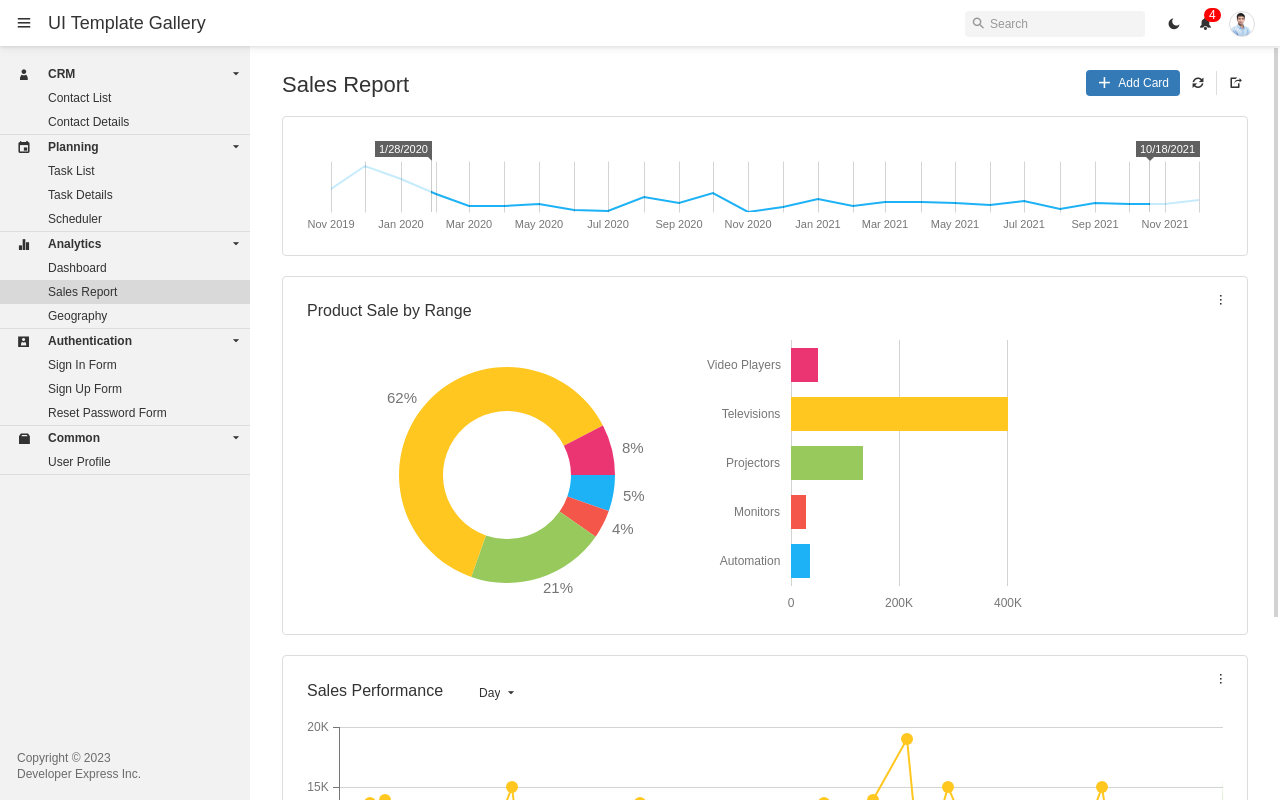 UI Template Gallery
Search
4
CRM
Contact List
Contact Details
Planning
Task List
Task Details
Scheduler
Analytics
Dashboard
Sales Report
Geography
Authentication
Sign In Form
Sign Up Form
Reset Password Form
Common
User Profile
Copyright © 2023
Developer Express Inc.
Sales Report
Add Card
1/28/2020
10/18/2021
Nov 2019
Jan 2020
Mar 2020
May 2020
Jul 2020
Sep 2020
Nov 2020
Jan 2021
Mar 2021
May 2021
Jul 2021
Sep 2021
Nov 2021
Product Sale by Range
62%
8%
5%
4%
21%
Video Players
Televisions
Projectors
Monitors
Automation
0
200K
400K
Sales Performance
Day
20K
15K